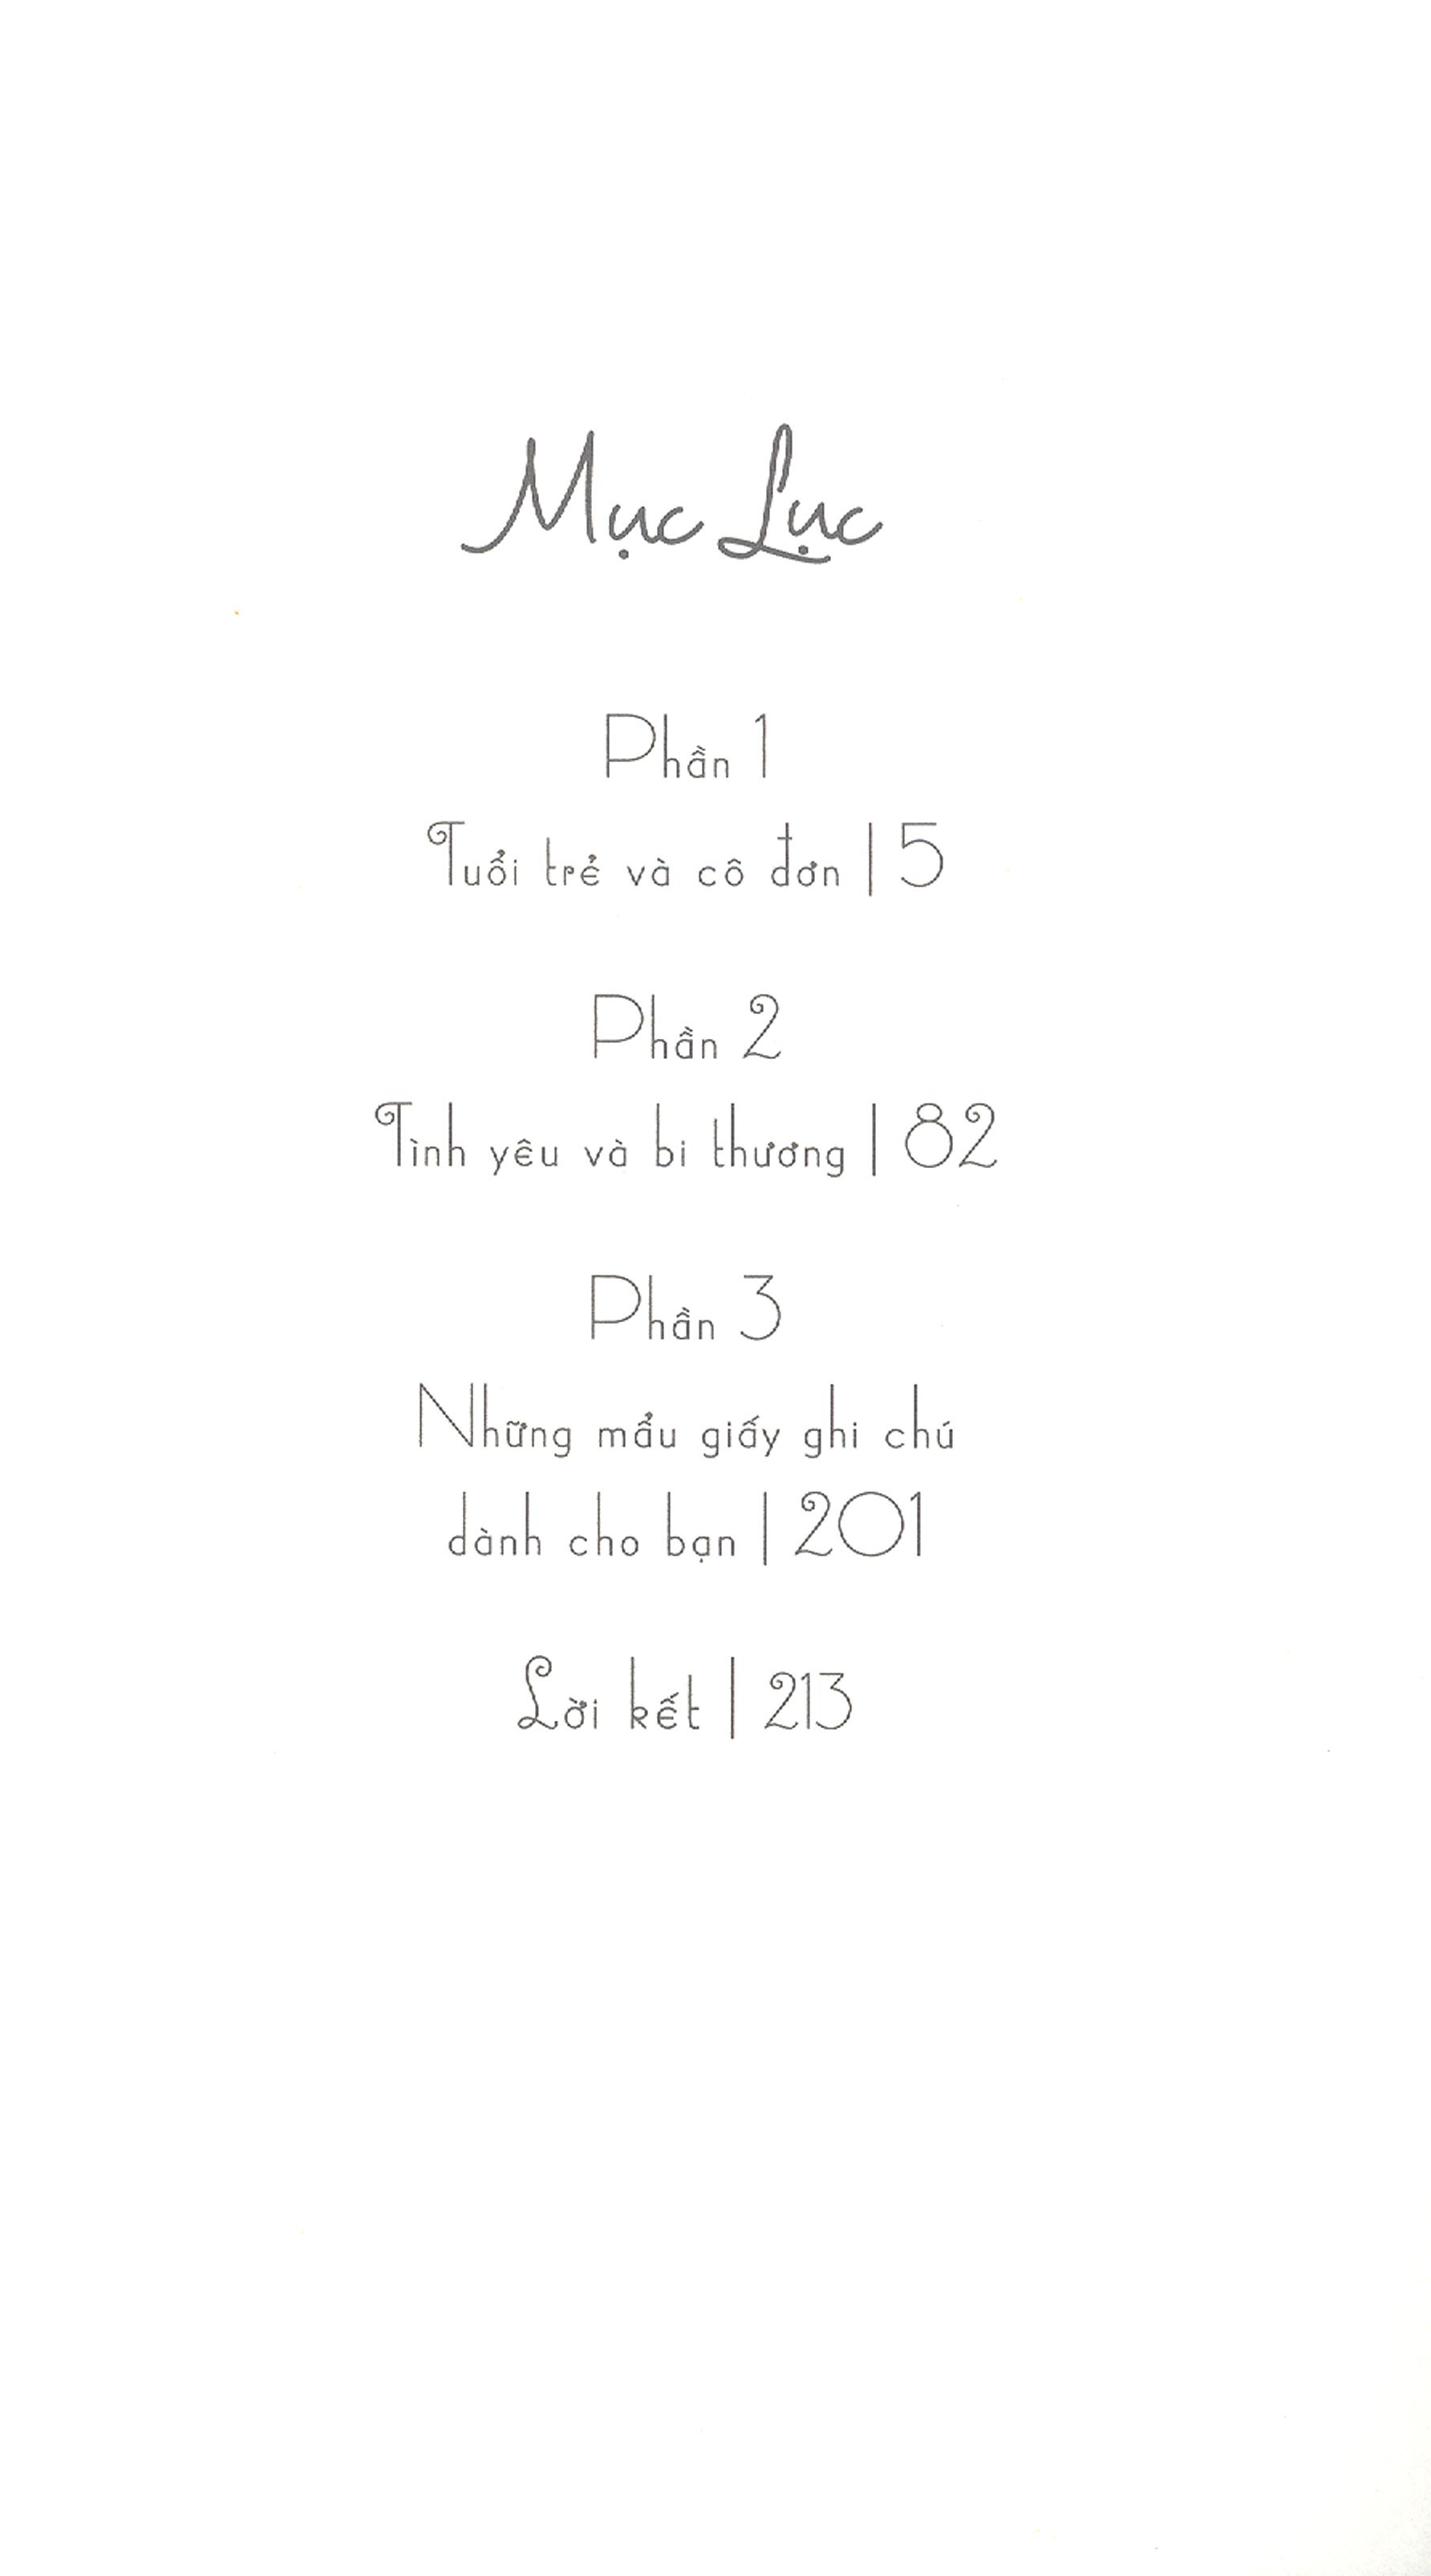 Mục Lục
Phần 1
Tuổi trẻ và cô đơn | 5
Phần 2
Tình yêu và bi thương | 82
Phần 3
Những mẩu giấy ghi chú
dành cho bạn | 201
Lời kết | 213